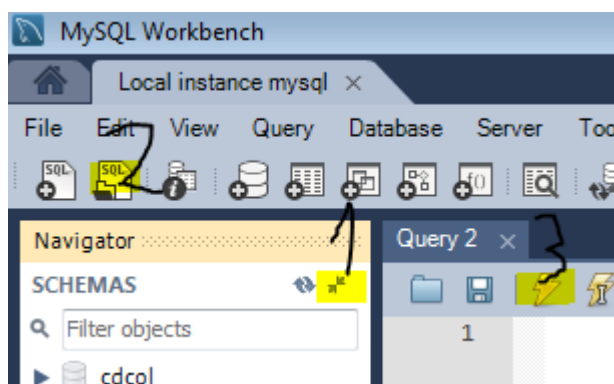 MySQL Workbench
Local instance mysql ×
File Edit View Query Database Server
SQL SQL f()
2
Navigator
Query 2 ×
3
SCHEMAS
1
Filter objects
1
cdcol